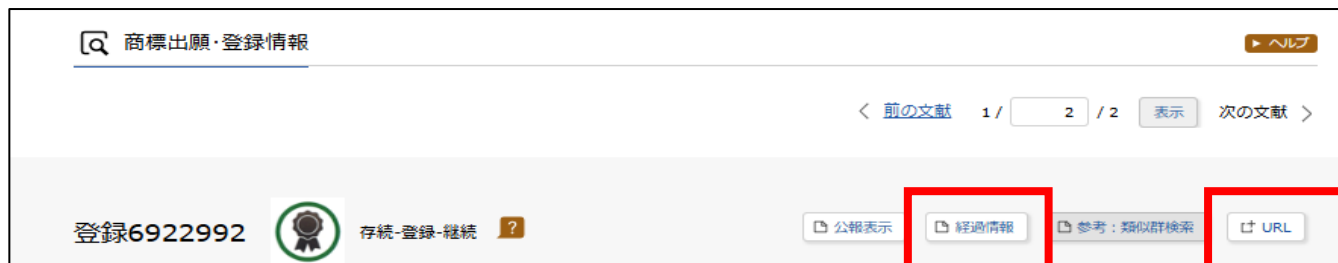 商標出願・登録情報
ヘルプ
前の文献 1 / 2 / 2 表示 次の文献
登録6922992 存続-登録-継続 ? 公報表示 経過情報 参考：類似群検索 URL